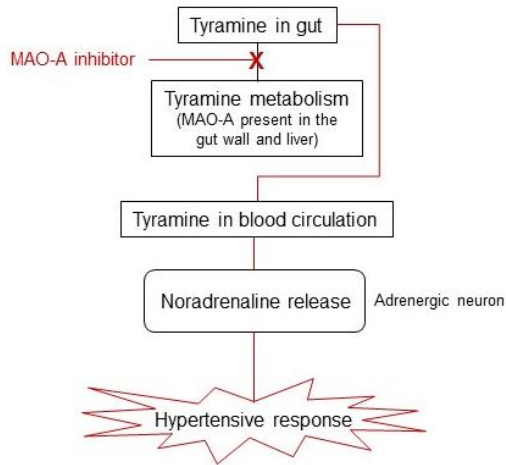 Tyramine in gut
MAO-A inhibitor
X
Tyramine metabolism
(MAO-A present in the
gut wall and liver)
Tyramine in blood circulation
Noradrenaline release
Adrenergic neuron
Hypertensive response